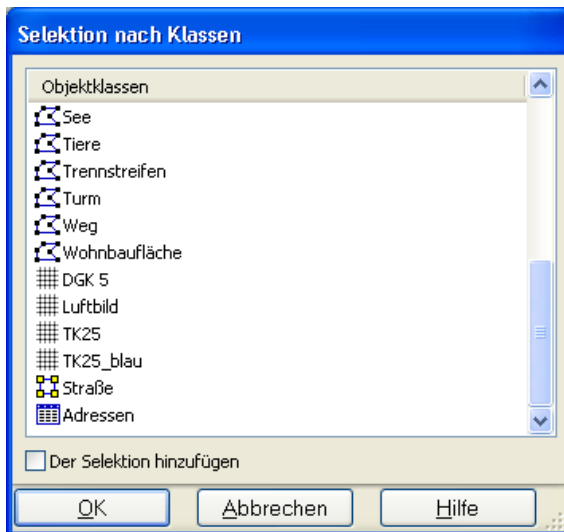 Selektion nach Klassen
Objektklassen
See
Tiere
Trennstreifen
Turm
Weg
Wohnbaufläche
DGK 5
Luftbild
TK25
TK25_blau
Straße
Adressen
Der Selektion hinzufügen
OK Abbrechen Hilfe